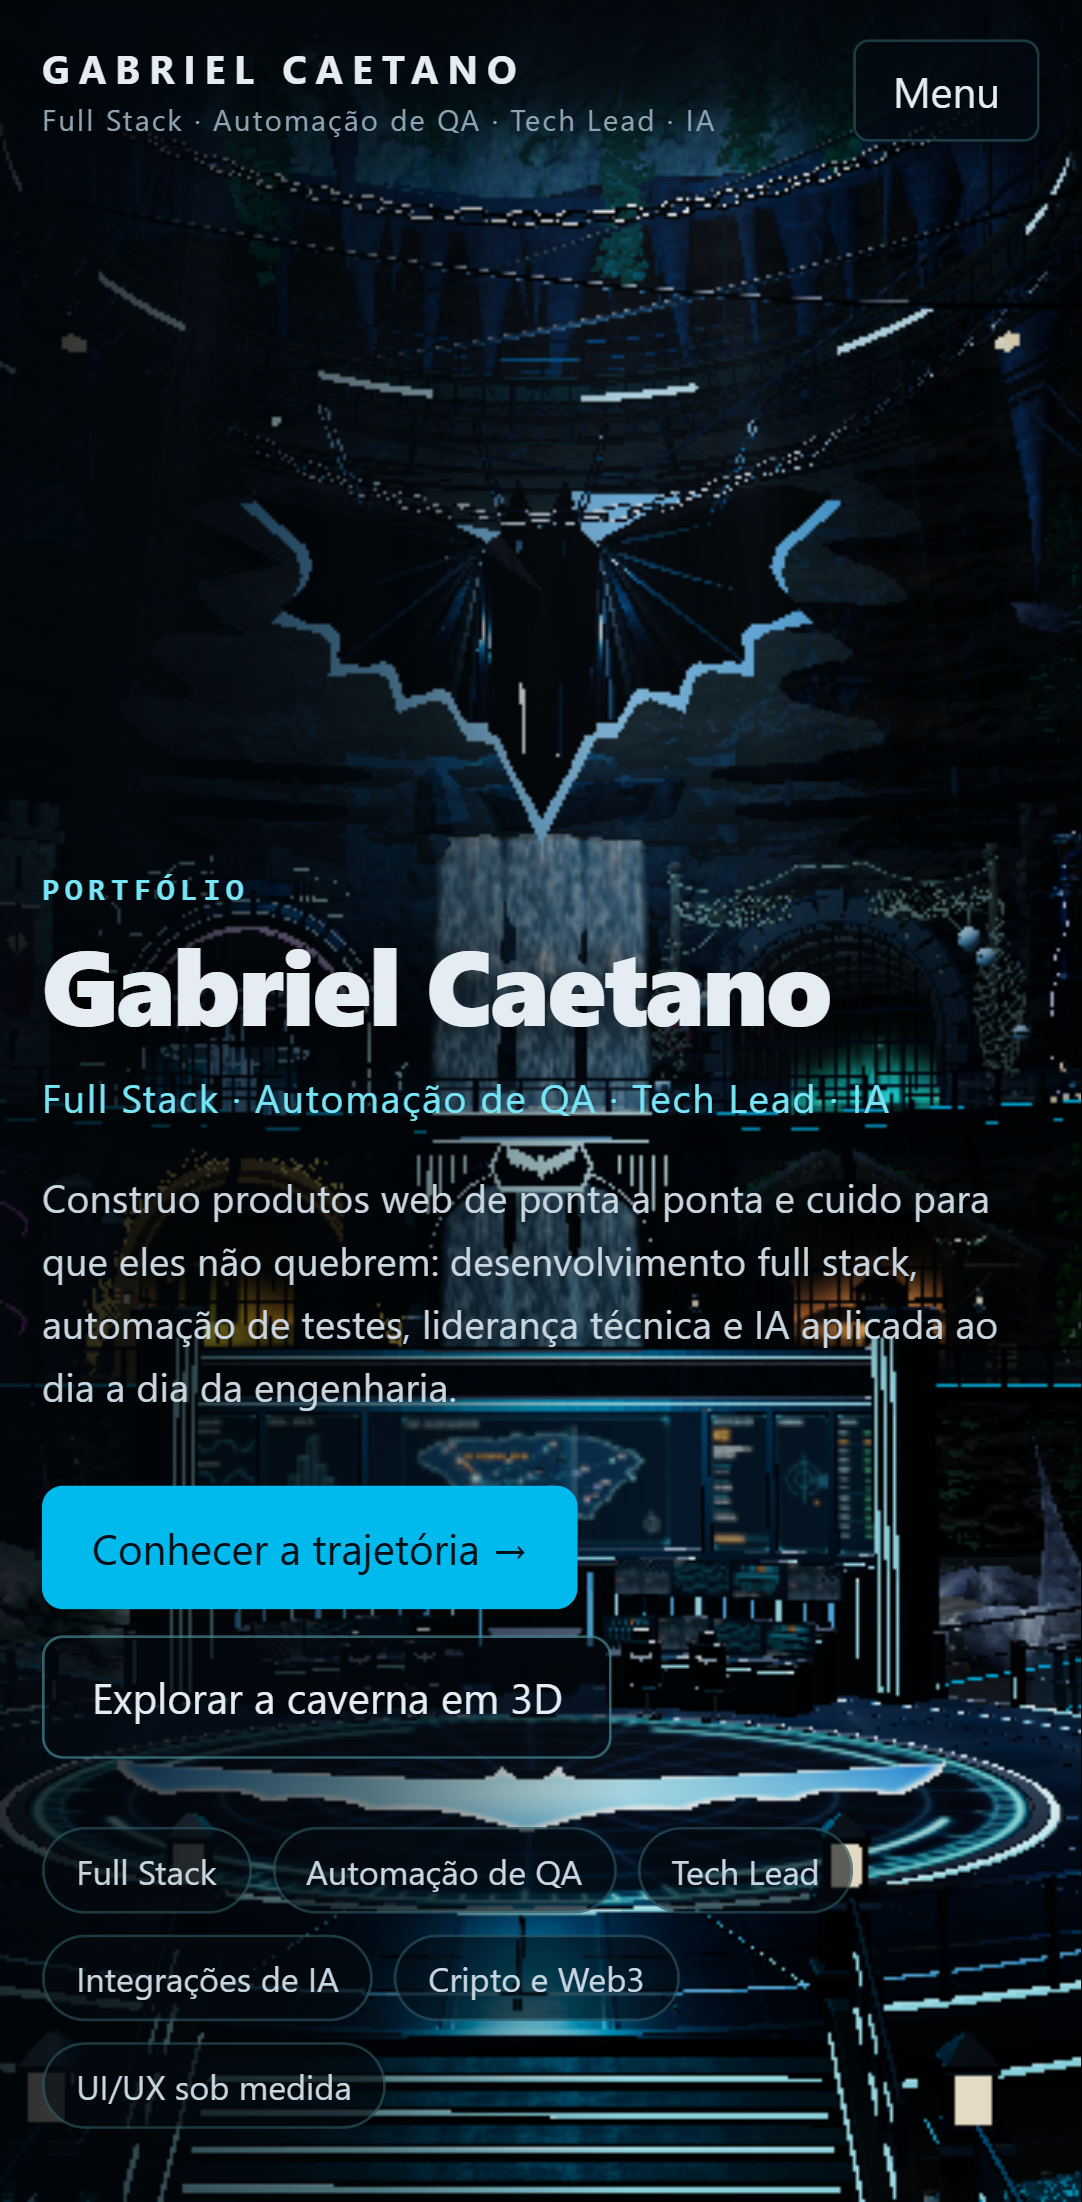 GABRIEL CAETANO
Full Stack · Automação de QA · Tech Lead · IA
Menu
PORTFÓLIO
Gabriel Caetano
Full Stack · Automação de QA · Tech Lead · IA
Construo produtos web de ponta a ponta e cuido para
que eles não quebrem: desenvolvimento full stack,
automação de testes, liderança técnica e IA aplicada ao
dia a dia da engenharia.
Conhecer a trajetória →
Explorar a caverna em 3D
Full Stack
Automação de QA
Tech Lead
Integrações de IA
Cripto e Web3
UI/UX sob medida